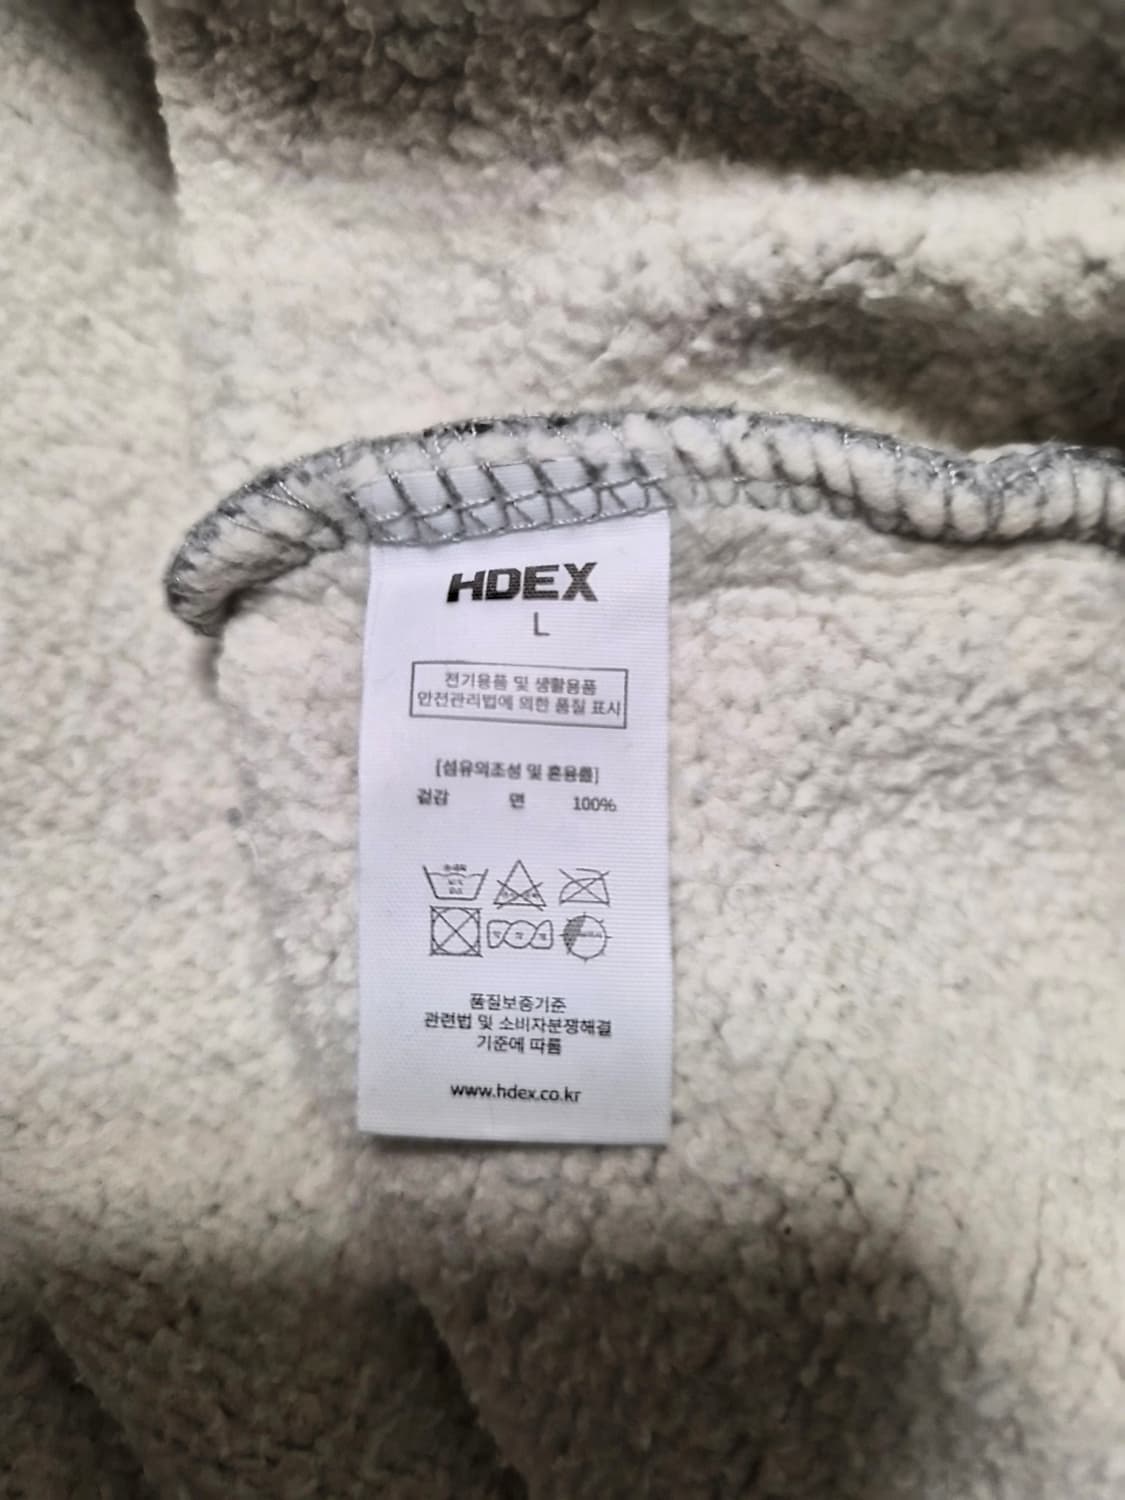 HDEX
L
전기용품 및 생활용품
안전관리법에 의한 품질 표시
[섬유의조성 및 혼용률]
겉감 면 100%
품질보증기준
관련법 및 소비자분쟁해결
기준에 따름
www.hdex.co.kr